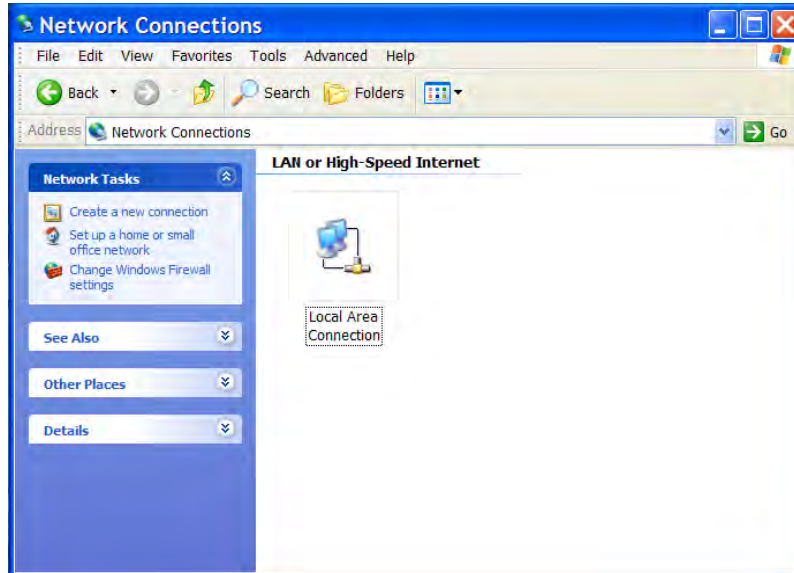 Network Connections
File Edit View Favorites Tools Advanced Help
Back Search Folders
Address Network Connections Go
Network Tasks
Create a new connection
Set up a home or small
office network
Change Windows Firewall
settings
See Also
Other Places
Details
LAN or High-Speed Internet
Local Area
Connection